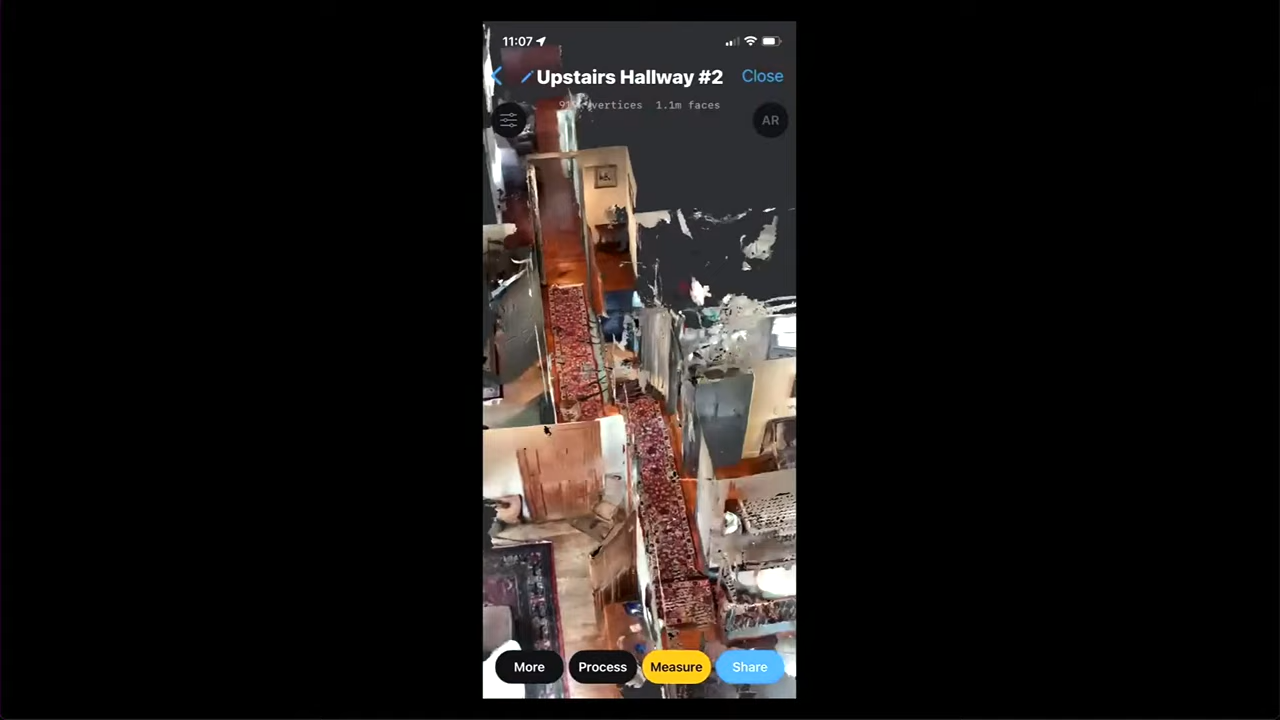 11:07
Upstairs Hallway #2
Close
vertices 1.1m faces
AR
More
Process
Measure
Share